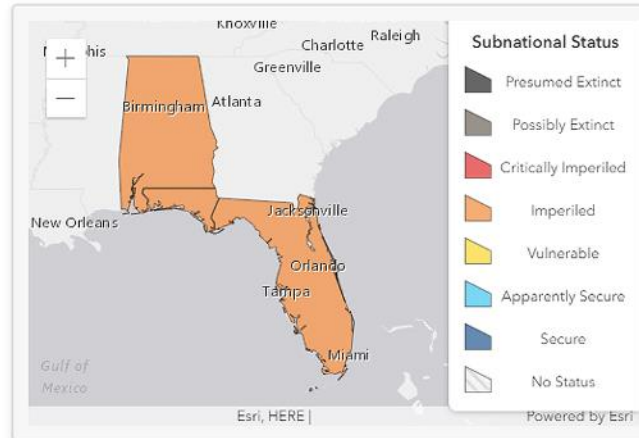 Knoxville
Memphis
Raleigh
Charlotte
Greenville
+
−
Birmingham
Atlanta
New Orleans
Jacksonville
Orlando
Tampa
Miami
Gulf of
Mexico
Esri, HERE |
Powered by Esri
Subnational Status
Presumed Extinct
Possibly Extinct
Critically Imperiled
Imperiled
Vulnerable
Apparently Secure
Secure
No Status